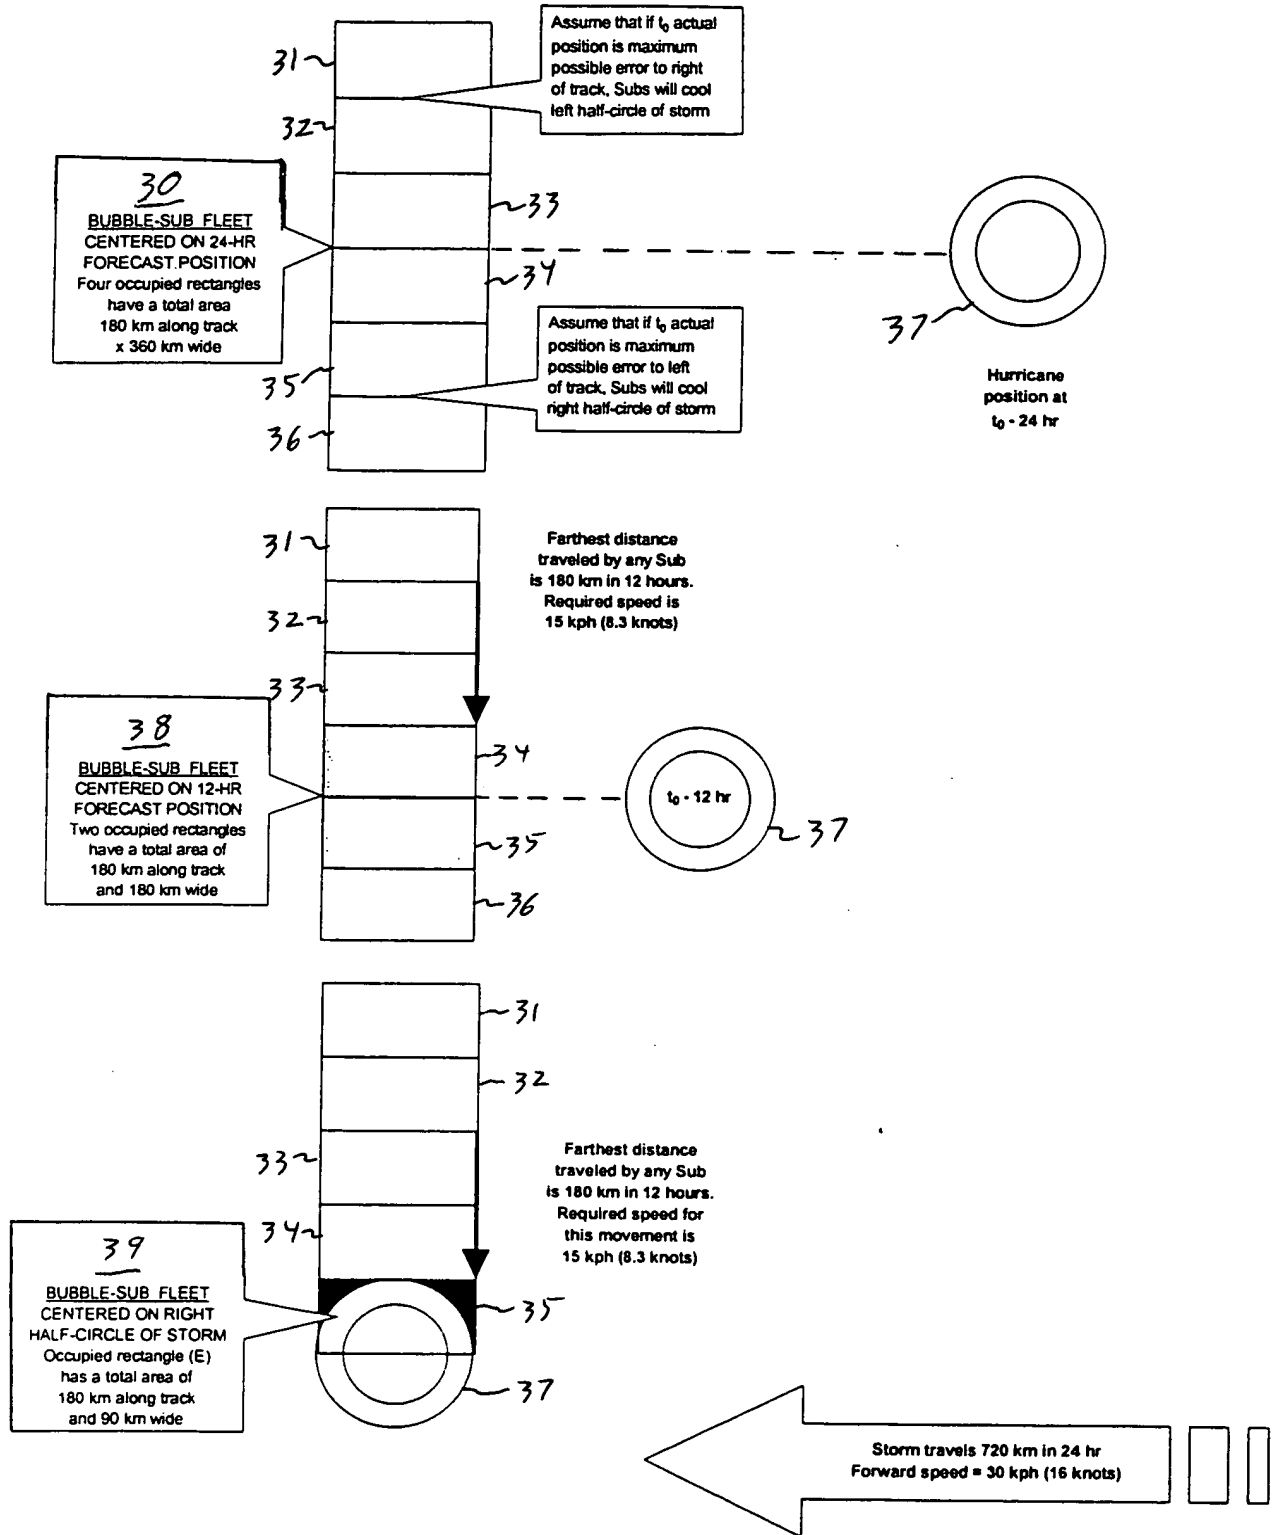 31
Assume that if t₀ actual
position is maximum
possible error to right
of track, Subs will cool
left half-circle of storm
32
30
BUBBLE-SUB FLEET
CENTERED ON 24-HR
FORECAST POSITION
Four occupied rectangles
have a total area
180 km along track
x 360 km wide
33
34
37
Hurricane
position at
t₀ - 24 hr
Assume that if t₀ actual
position is maximum
possible error to left
of track, Subs will cool
right half-circle of storm
35
36
31
Farthest distance
traveled by any Sub
is 180 km in 12 hours.
Required speed is
15 kph (8.3 knots)
32
33
38
BUBBLE-SUB FLEET
CENTERED ON 12-HR
FORECAST POSITION
Two occupied rectangles
have a total area of
180 km along track
and 180 km wide
34
t₀ - 12 hr
37
35
36
31
32
33
Farthest distance
traveled by any Sub
is 180 km in 12 hours.
Required speed for
this movement is
15 kph (8.3 knots)
34
39
BUBBLE-SUB FLEET
CENTERED ON RIGHT
HALF-CIRCLE OF STORM
Occupied rectangle (E)
has a total area of
180 km along track
and 90 km wide
35
37
Storm travels 720 km in 24 hr
Forward speed = 30 kph (16 knots)